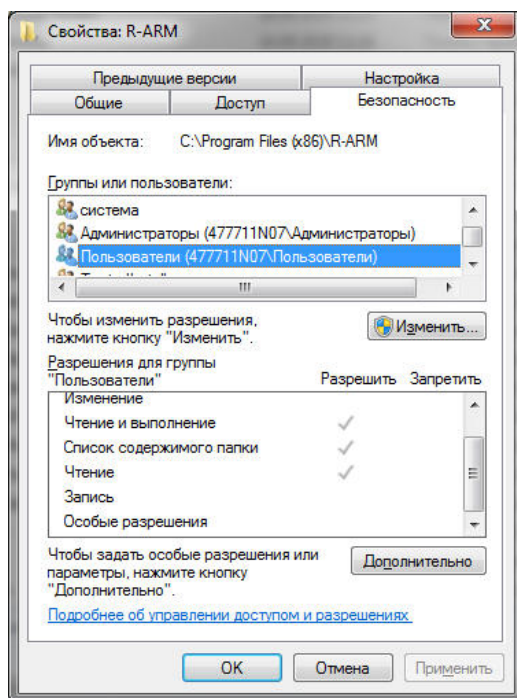 Свойства: R-ARM
Предыдущие версии Настройка
Общие Доступ Безопасность
Имя объекта: C:\Program Files (x86)\R-ARM
Группы или пользователи:
система
Администраторы (477711N07\Администраторы)
Пользователи (477711N07\Пользователи)
Чтобы изменить разрешения,
нажмите кнопку "Изменить".
Изменить...
Разрешения для группы
"Пользователи" Разрешить Запретить
Изменение
Чтение и выполнение
Список содержимого папки
Чтение
Запись
Особые разрешения
Чтобы задать особые разрешения или
параметры, нажмите кнопку
"Дополнительно".
Дополнительно
Подробнее об управлении доступом и разрешениях
OK Отмена Применить